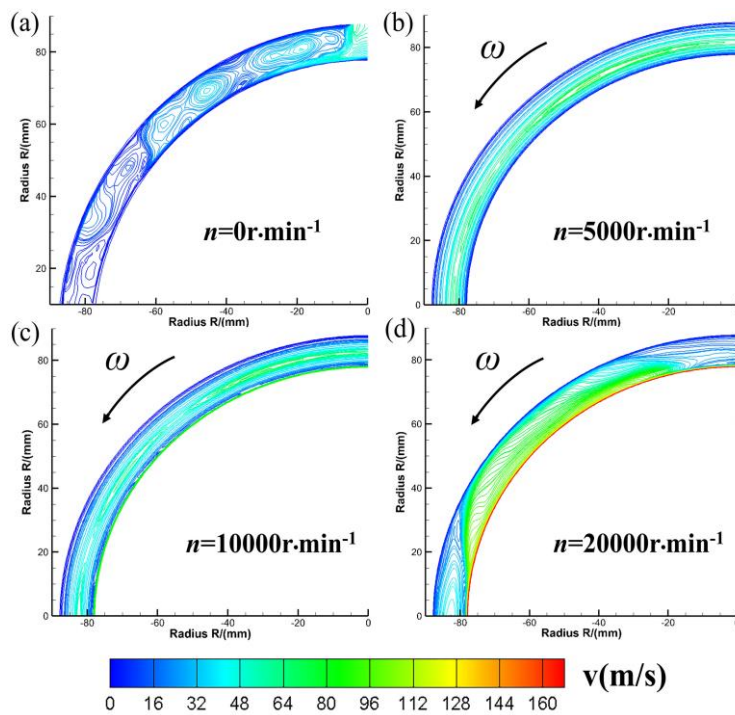 (a)
80
70
60
50
40
30
20
Radius R/(mm)
n=0r·min⁻¹
-80
-60
-40
-20
0
Radius R/(mm)
(b)
ω
80
60
40
20
Radius R/(mm)
n=5000r·min⁻¹
-80
-60
-40
-20
0
Radius R/(mm)
(c)
ω
80
60
40
20
0
Radius R/(mm)
n=10000r·min⁻¹
-80
-60
-40
-20
0
Radius R/(mm)
(d)
ω
80
60
40
20
0
Radius R/(mm)
n=20000r·min⁻¹
-80
-60
-40
-20
0
Radius R/(mm)
v(m/s)
0 16 32 48 64 80 96 112 128 144 160